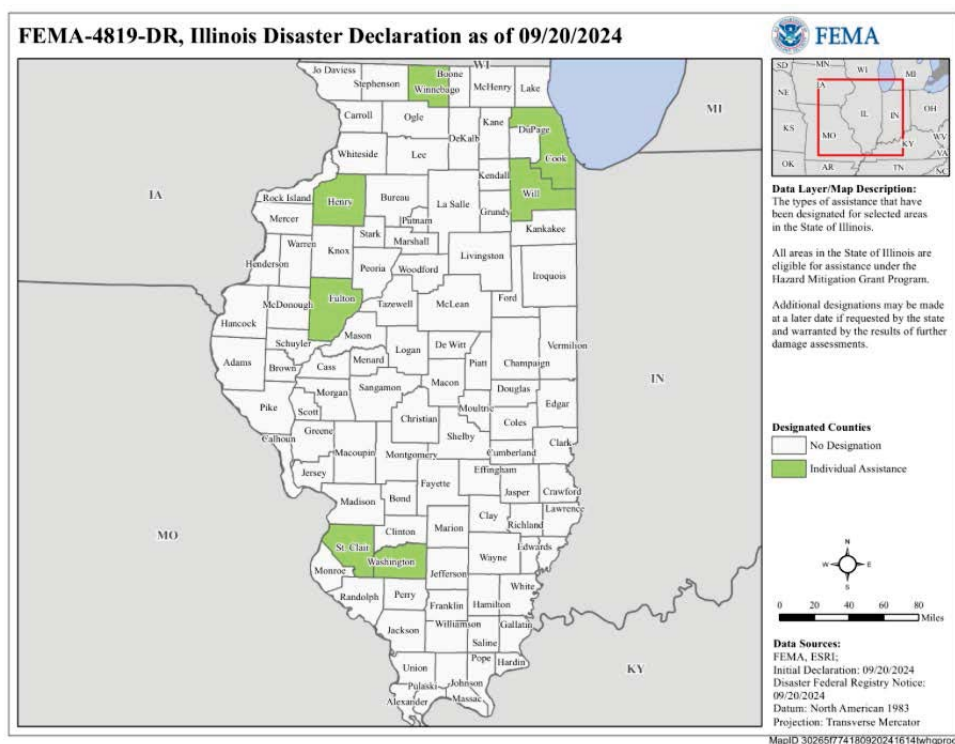 FEMA-4819-DR, Illinois Disaster Declaration as of 09/20/2024
FEMA
WI
MI
IA
IN
MO
KY
Jo Daviess
Stephenson
Winnebago
Boone
McHenry
Lake
Carroll
Ogle
DeKalb
Kane
DuPage
Cook
Whiteside
Lee
Kendall
Will
Rock Island
Henry
Bureau
La Salle
Grundy
Kankakee
Mercer
Putnam
Stark
Marshall
Warren
Knox
Henderson
Peoria
Woodford
Livingston
Iroquois
Fulton
McDonough
Tazewell
McLean
Ford
Hancock
Mason
Schuyler
Logan
De Witt
Vermilion
Adams
Brown
Cass
Menard
Piatt
Champaign
Sangamon
Macon
Morgan
Douglas
Pike
Scott
Christian
Moultrie
Coles
Edgar
Greene
Shelby
Calhoun
Macoupin
Montgomery
Cumberland
Clark
Jersey
Effingham
Fayette
Jasper
Crawford
Madison
Bond
Clay
Lawrence
Richland
Clinton
Marion
St. Clair
Washington
Wayne
Edwards
Monroe
Jefferson
White
Randolph
Perry
Franklin
Hamilton
Jackson
Williamson
Saline
Gallatin
Union
Pope
Hardin
Johnson
Pulaski
Alexander
Massac
SD
MN
WI
MI
NE
IA
IL
IN
OH
KS
MO
KY
WV
VA
OK
AR
TN
NC
Data Layer/Map Description:
The types of assistance that have
been designated for selected areas
in the State of Illinois.
All areas in the State of Illinois are
eligible for assistance under the
Hazard Mitigation Grant Program.
Additional designations may be made
at a later date if requested by the state
and warranted by the results of further
damage assessments.
Designated Counties
No Designation
Individual Assistance
N
W
E
S
0 20 40 60 80
Miles
Data Sources:
FEMA, ESRI;
Initial Declaration: 09/20/2024
Disaster Federal Registry Notice:
09/20/2024
Datum: North American 1983
Projection: Transverse Mercator